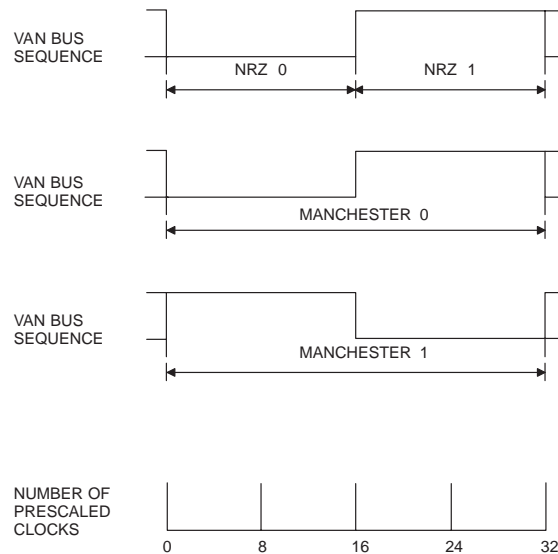 VAN BUS
SEQUENCE
NRZ 0
NRZ 1
VAN BUS
SEQUENCE
MANCHESTER 0
VAN BUS
SEQUENCE
MANCHESTER 1
NUMBER OF
PRESCALED
CLOCKS
0 8 16 24 32